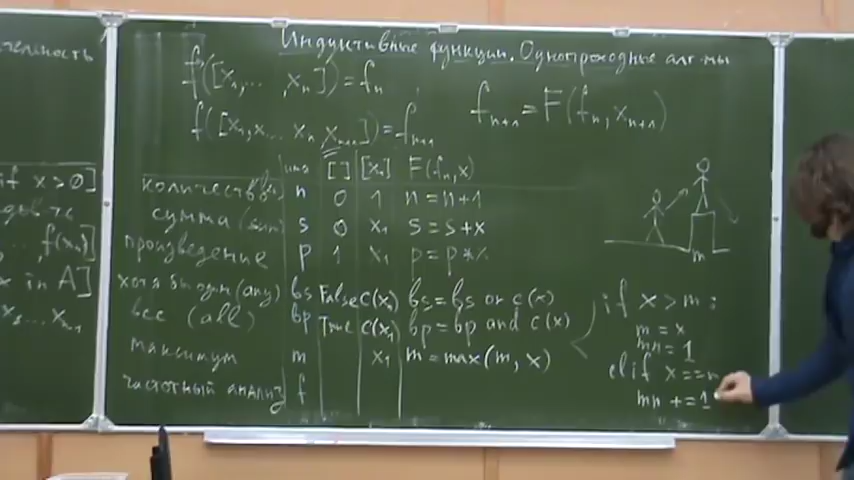 Индуктивные функции. Однопроходные алг-мы
f([x₁,... , xₙ]) = fₙ
f([x₁,x... xₙ xₙ₊₁]) = fₙ₊₁
fₙ₊₁ = F(fₙ, xₙ₊₁)
имя [ ] [x₁] F(fₙ,x)
количество n 0 1 n = n+1
сумма (sum) s 0 x₁ s = s+x
произведение p 1 x₁ p = p*x
хотя бы один (any) bs False c(x₁) bs = bs or c(x)
все (all) bp True c(x₁) bp = bp and c(x)
максимум m x₁ m = max(m, x)
частотный анализ f
m
if x > m :
m = x
mn = 1
elif x == m
mn += 1
тельность
if x > 0]
..., f(xₙ)]
x in A]